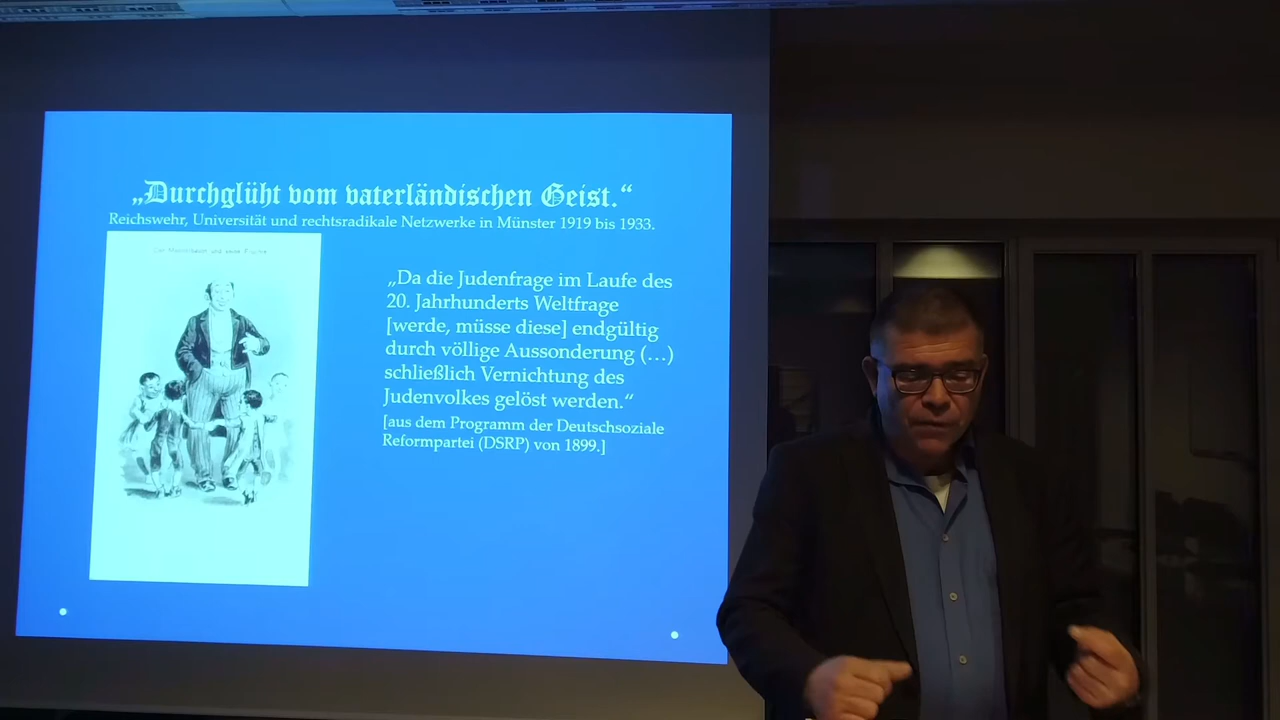 „Durchglüht vom vaterländischen Geist.“
Reichswehr, Universität und rechtsradikale Netzwerke in Münster 1919 bis 1933.
„Da die Judenfrage im Laufe des
20. Jahrhunderts Weltfrage
[werde, müsse diese] endgültig
durch völlige Aussonderung (…)
schließlich Vernichtung des
Judenvolkes gelöst werden.“
[aus dem Programm der Deutschsoziale
Reformpartei (DSRP) von 1899.]